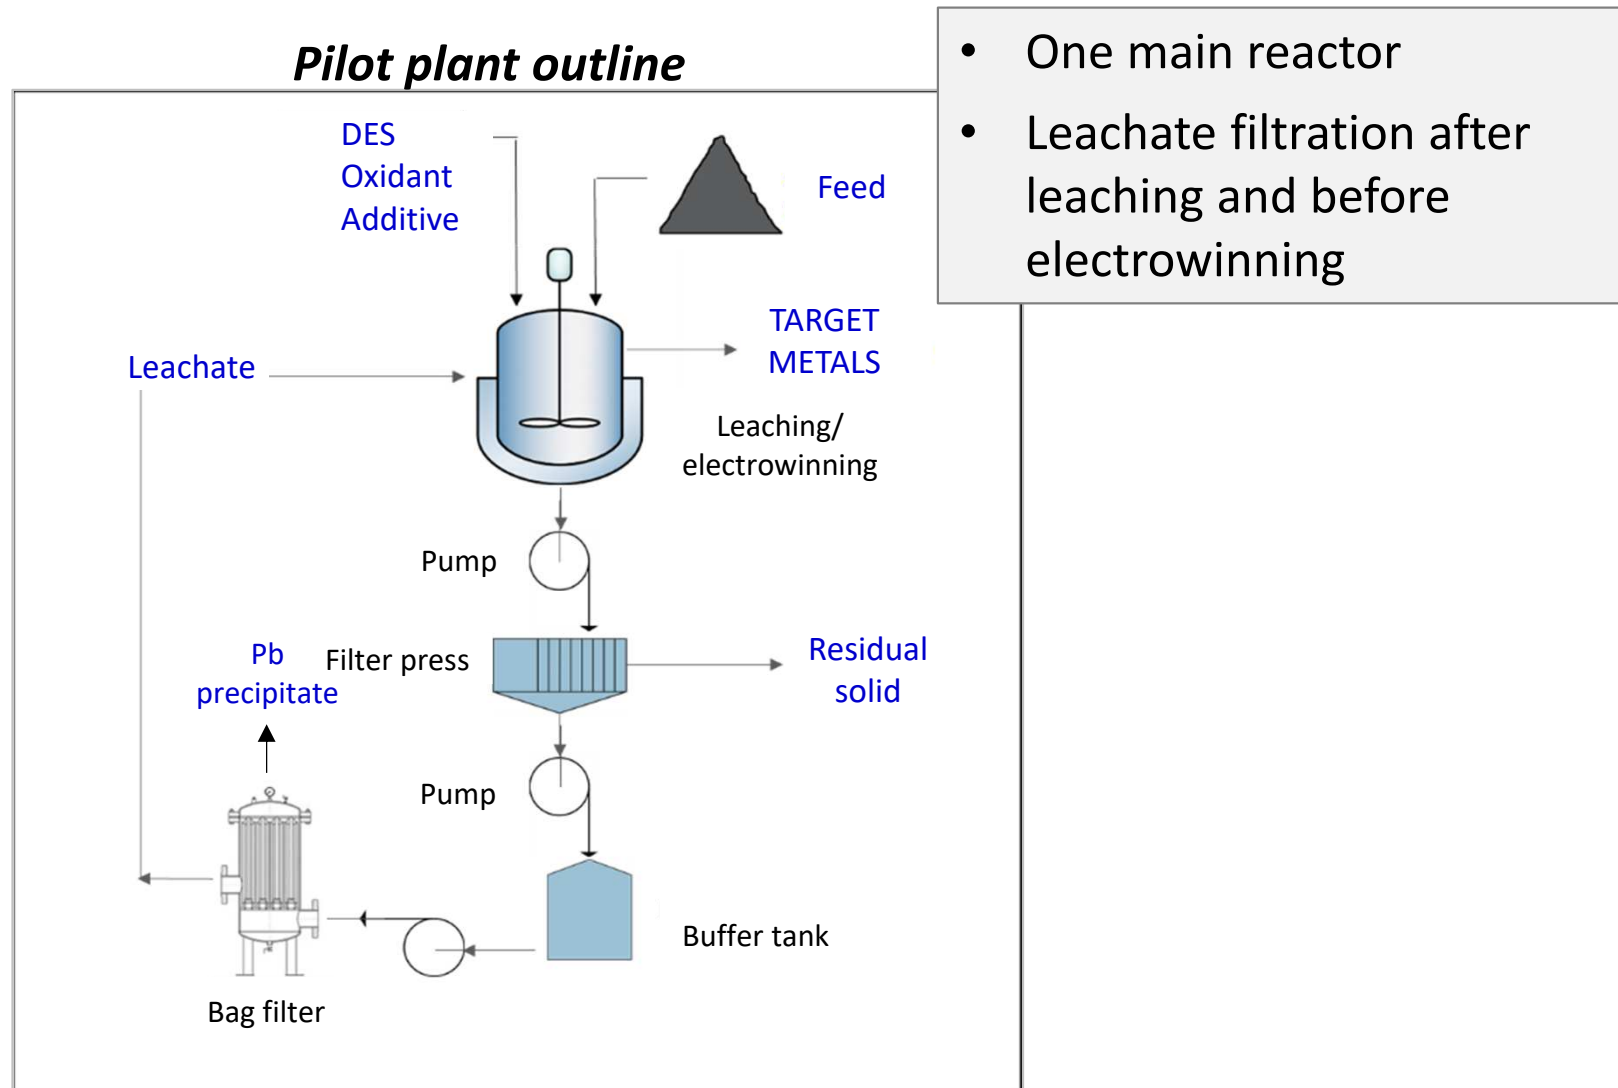 Pilot plant outline
• One main reactor
• Leachate filtration after
leaching and before
electrowinning
DES
Oxidant
Additive
Feed
TARGET
METALS
Leachate
Leaching/
electrowinning
Pump
Pb
precipitate
Filter press
Residual
solid
Pump
Buffer tank
Bag filter